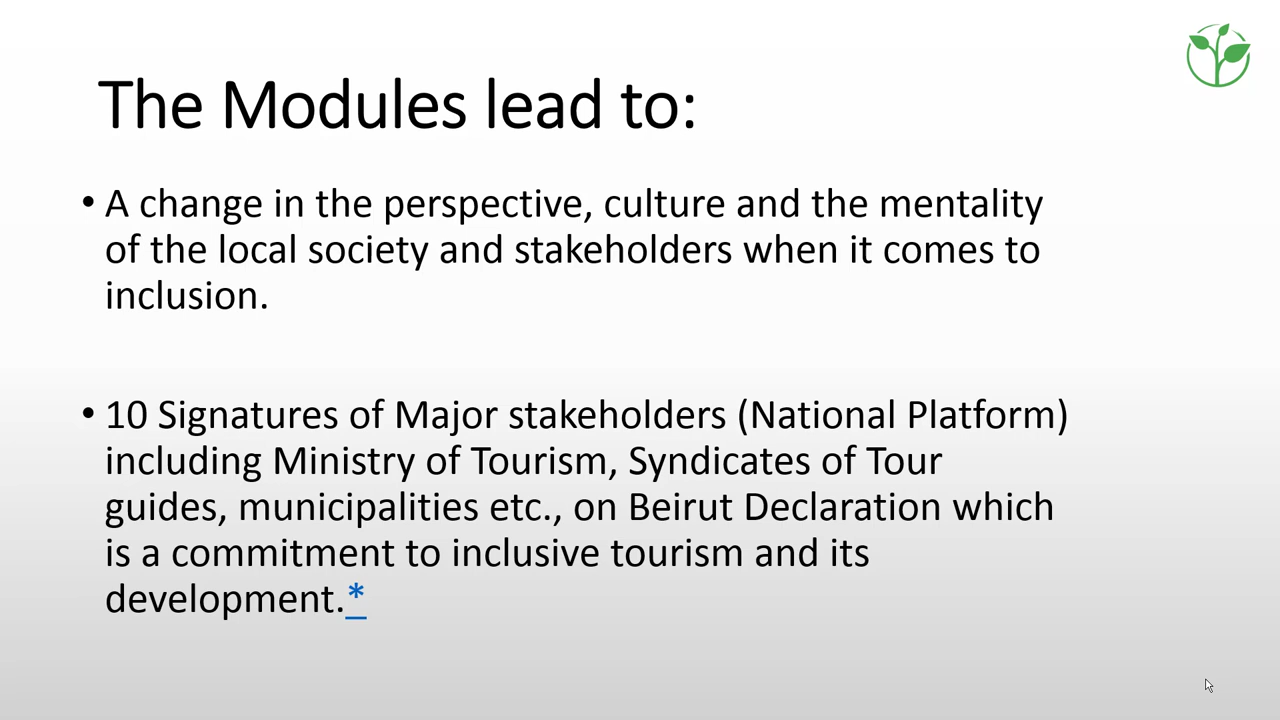 The Modules lead to:
• A change in the perspective, culture and the mentality
of the local society and stakeholders when it comes to
inclusion.
• 10 Signatures of Major stakeholders (National Platform)
including Ministry of Tourism, Syndicates of Tour
guides, municipalities etc., on Beirut Declaration which
is a commitment to inclusive tourism and its
development.*